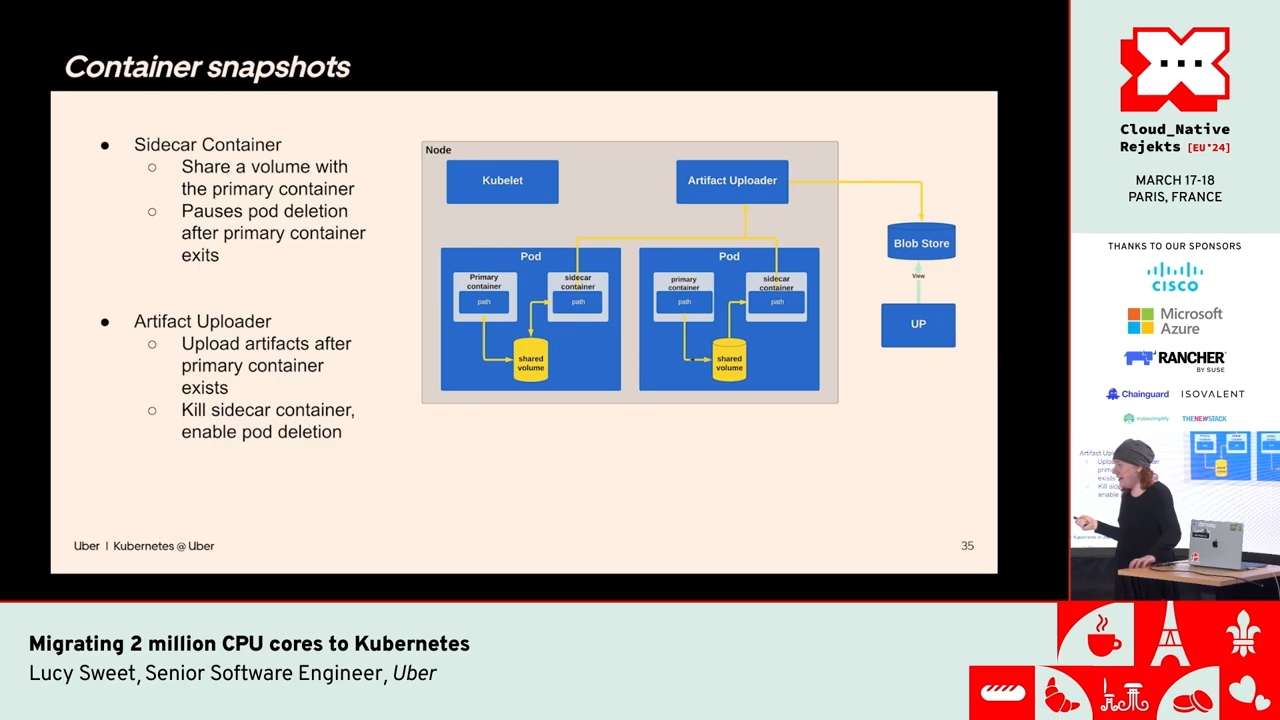 Container snapshots
● Sidecar Container
○ Share a volume with
the primary container
○ Pauses pod deletion
after primary container
exits
● Artifact Uploader
○ Upload artifacts after
primary container
exists
○ Kill sidecar container,
enable pod deletion
Node
Kubelet
Artifact Uploader
Blob Store
View
UP
Pod
Primary
container
path
sidecar
container
path
shared
volume
Pod
primary
container
path
sidecar
container
path
shared
volume
Uber | Kubernetes @ Uber
35
Cloud_Native
Rejekts [EU'24]
MARCH 17-18
PARIS, FRANCE
THANKS TO OUR SPONSORS
CISCO
Microsoft
Azure
RANCHER
BY SUSE
Chainguard
ISOVALENT
kubesimplify
THENEWSTACK
Migrating 2 million CPU cores to Kubernetes
Lucy Sweet, Senior Software Engineer, Uber